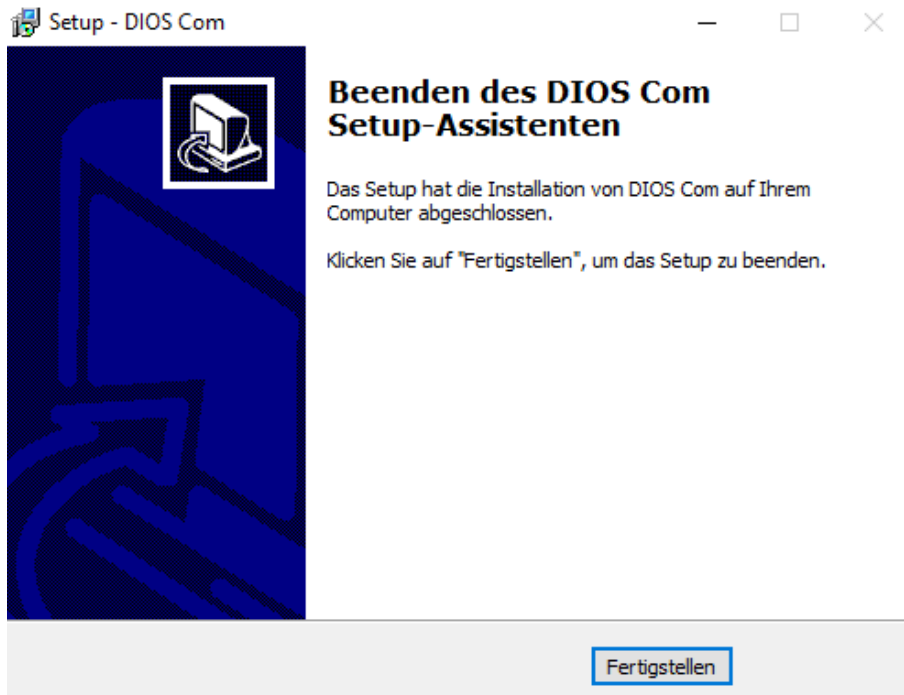 Setup - DIOS Com
Beenden des DIOS Com
Setup-Assistenten
Das Setup hat die Installation von DIOS Com auf Ihrem
Computer abgeschlossen.
Klicken Sie auf "Fertigstellen", um das Setup zu beenden.
Fertigstellen